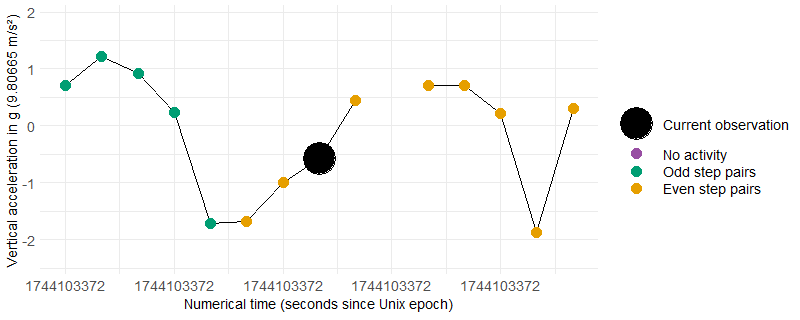 Vertical acceleration in g (9.80665 m/s²)
2
1
0
-1
-2
1744103372 1744103372 1744103372 1744103372 1744103372
Numerical time (seconds since Unix epoch)
Current observation
No activity
Odd step pairs
Even step pairs